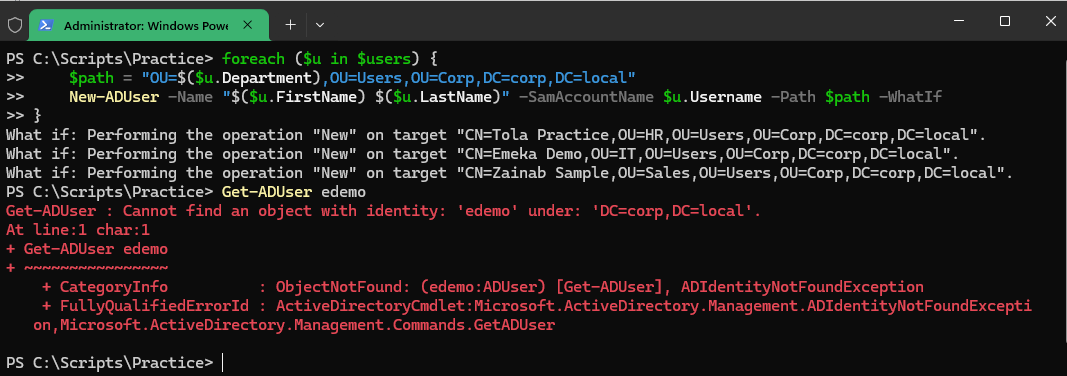 Administrator: Windows Powe
PS C:\Scripts\Practice> foreach ($u in $users) {
>>     $path = "OU=$($u.Department),OU=Users,OU=Corp,DC=corp,DC=local"
>>     New-ADUser -Name "$($u.FirstName) $($u.LastName)" -SamAccountName $u.Username -Path $path -WhatIf
>> }
What if: Performing the operation "New" on target "CN=Tola Practice,OU=HR,OU=Users,OU=Corp,DC=corp,DC=local".
What if: Performing the operation "New" on target "CN=Emeka Demo,OU=IT,OU=Users,OU=Corp,DC=corp,DC=local".
What if: Performing the operation "New" on target "CN=Zainab Sample,OU=Sales,OU=Users,OU=Corp,DC=corp,DC=local".
PS C:\Scripts\Practice> Get-ADUser edemo
Get-ADUser : Cannot find an object with identity: 'edemo' under: 'DC=corp,DC=local'.
At line:1 char:1
+ Get-ADUser edemo
+ ~~~~~~~~~~~~~~~~
    + CategoryInfo          : ObjectNotFound: (edemo:ADUser) [Get-ADUser], ADIdentityNotFoundException
    + FullyQualifiedErrorId : ActiveDirectoryCmdlet:Microsoft.ActiveDirectory.Management.ADIdentityNotFoundExcepti
   on,Microsoft.ActiveDirectory.Management.Commands.GetADUser
PS C:\Scripts\Practice>